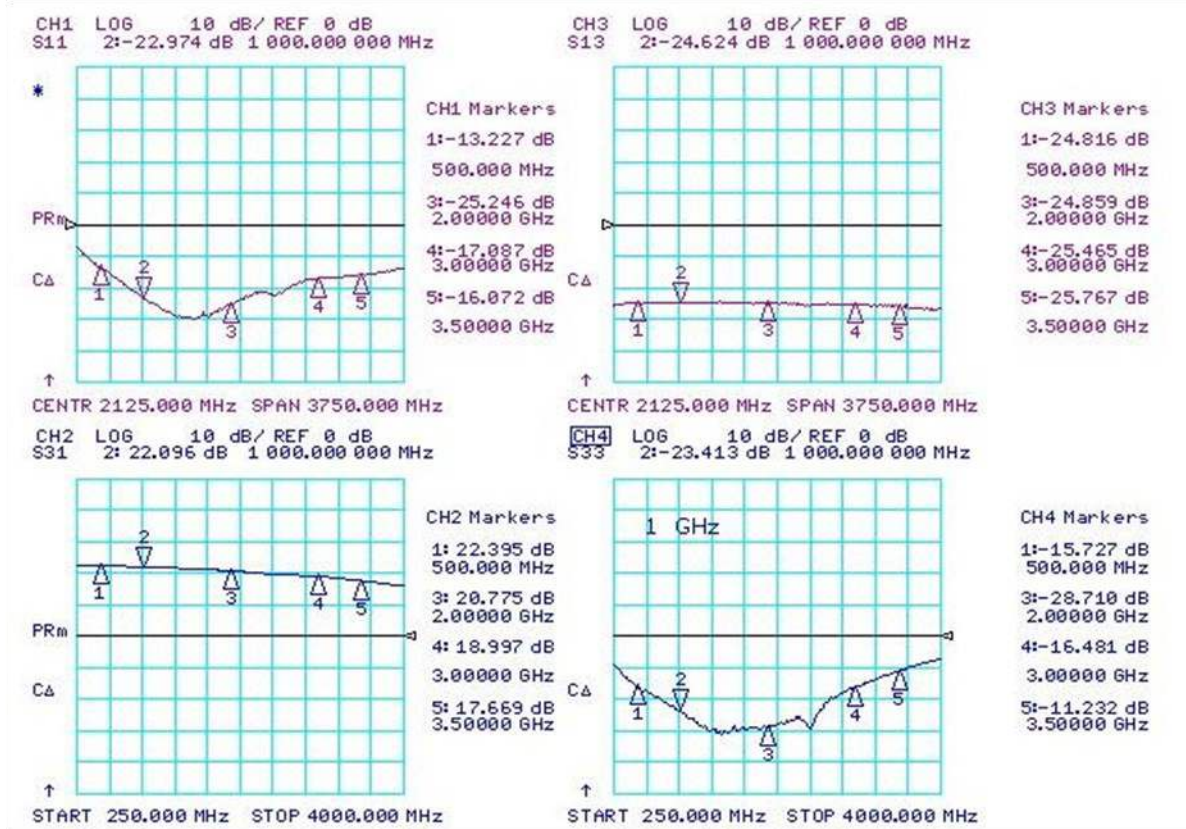 CH1 LOG 10 dB/ REF 0 dB
S11 2:-22.974 dB 1 000.000 000 MHz
*
CH1 Markers
1:-13.227 dB
500.000 MHz
3:-25.246 dB
2.00000 GHz
4:-17.087 dB
3.00000 GHz
5:-16.072 dB
3.50000 GHz
PRm
CΔ
1
2
3
4
5
↑
CENTR 2125.000 MHz SPAN 3750.000 MHz
CH3 LOG 10 dB/ REF 0 dB
S13 2:-24.624 dB 1 000.000 000 MHz
CH3 Markers
1:-24.816 dB
500.000 MHz
3:-24.859 dB
2.00000 GHz
4:-25.465 dB
3.00000 GHz
5:-25.767 dB
3.50000 GHz
CΔ
1
2
3
4
5
↑
CENTR 2125.000 MHz SPAN 3750.000 MHz
CH2 LOG 10 dB/ REF 0 dB
S31 2: 22.096 dB 1 000.000 000 MHz
CH2 Markers
1: 22.395 dB
500.000 MHz
3: 20.775 dB
2.00000 GHz
4: 18.997 dB
3.00000 GHz
5: 17.669 dB
3.50000 GHz
PRm
CΔ
1
2
3
4
5
↑
START 250.000 MHz STOP 4000.000 MHz
CH4 LOG 10 dB/ REF 0 dB
S33 2:-23.413 dB 1 000.000 000 MHz
1 GHz
CH4 Markers
1:-15.727 dB
500.000 MHz
3:-28.710 dB
2.00000 GHz
4:-16.481 dB
3.00000 GHz
5:-11.232 dB
3.50000 GHz
CΔ
1
2
3
4
5
↑
START 250.000 MHz STOP 4000.000 MHz